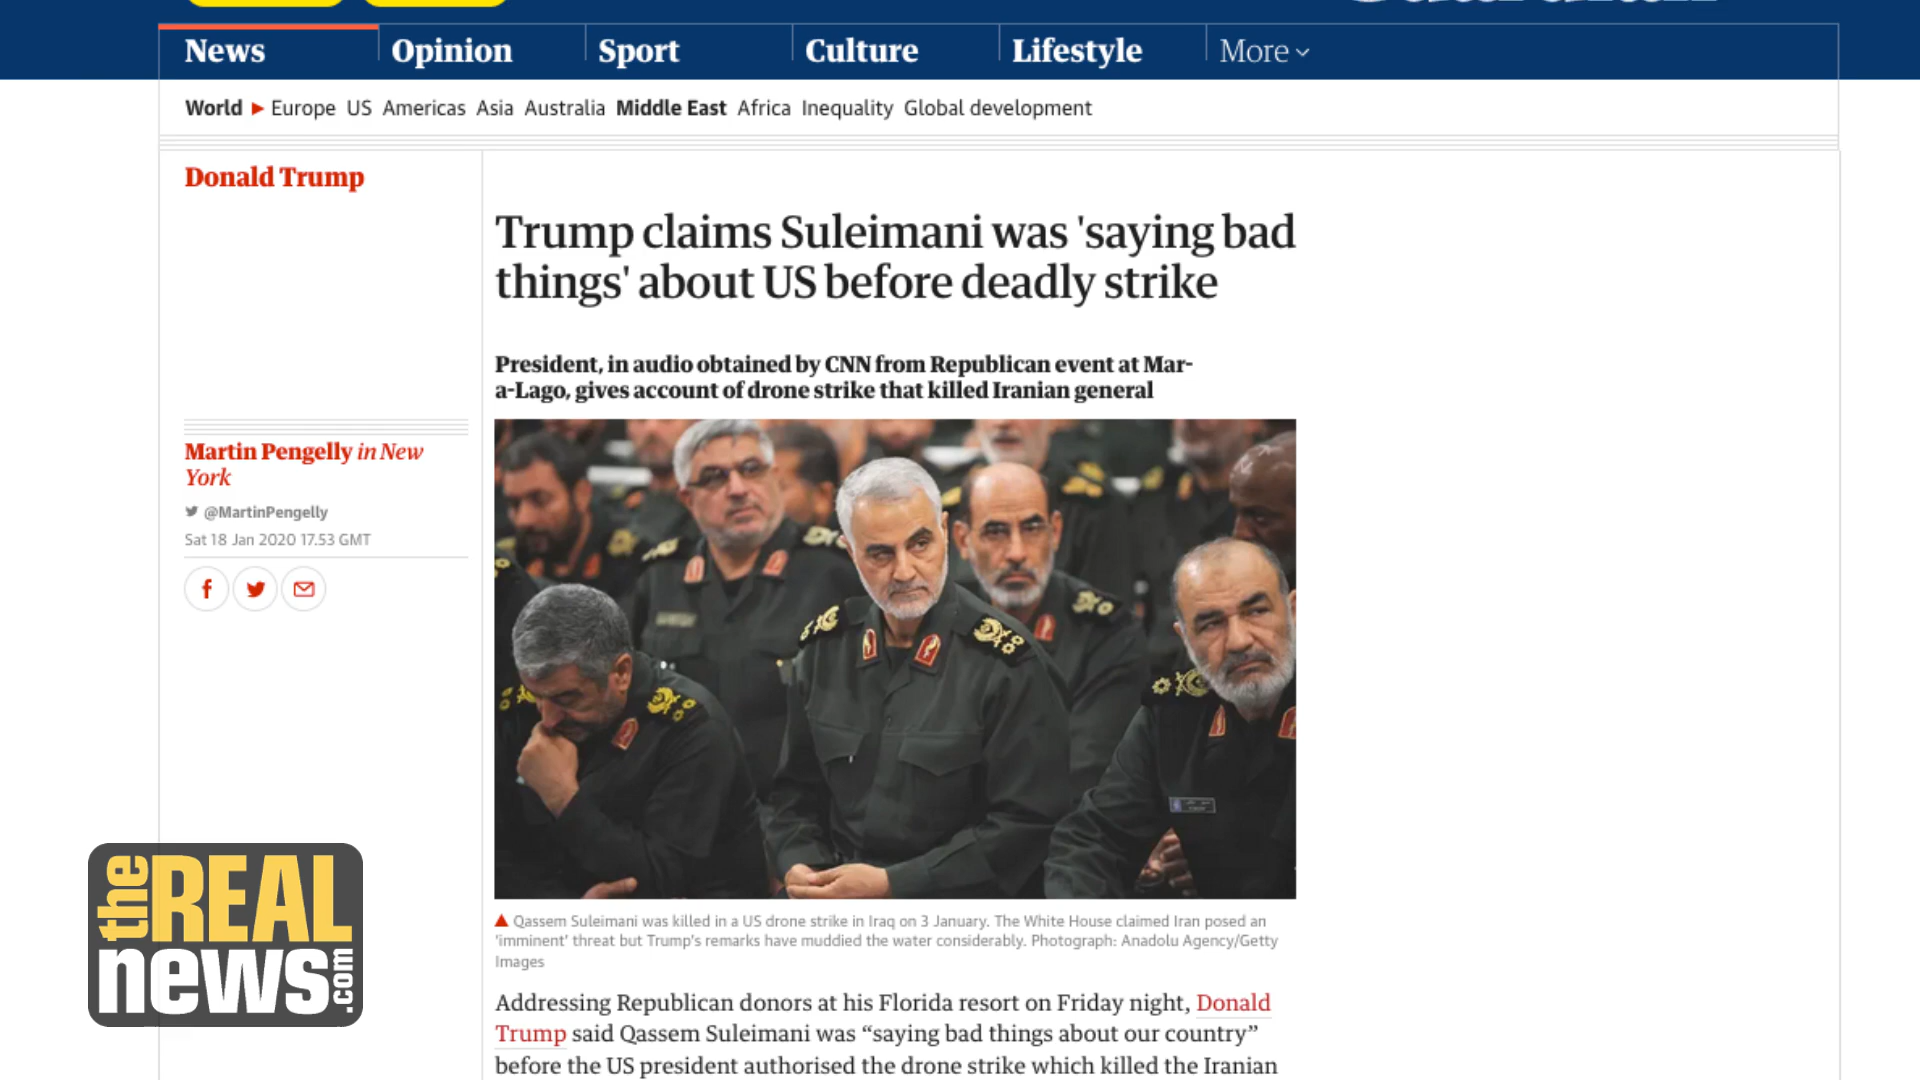 News
Opinion
Sport
Culture
Lifestyle
More
World
Europe US Americas Asia Australia Middle East Africa Inequality Global development
Donald Trump
Trump claims Suleimani was 'saying bad
things' about US before deadly strike
President, in audio obtained by CNN from Republican event at Mar-
a-Lago, gives account of drone strike that killed Iranian general
Martin Pengelly in New
York
@MartinPengelly
Sat 18 Jan 2020 17.53 GMT
Qassem Suleimani was killed in a US drone strike in Iraq on 3 January. The White House claimed Iran posed an
'imminent' threat but Trump's remarks have muddied the water considerably. Photograph: Anadolu Agency/Getty
Images
Addressing Republican donors at his Florida resort on Friday night, Donald
Trump said Qassem Suleimani was “saying bad things about our country”
before the US president authorised the drone strike which killed the Iranian
the REAL
news.com